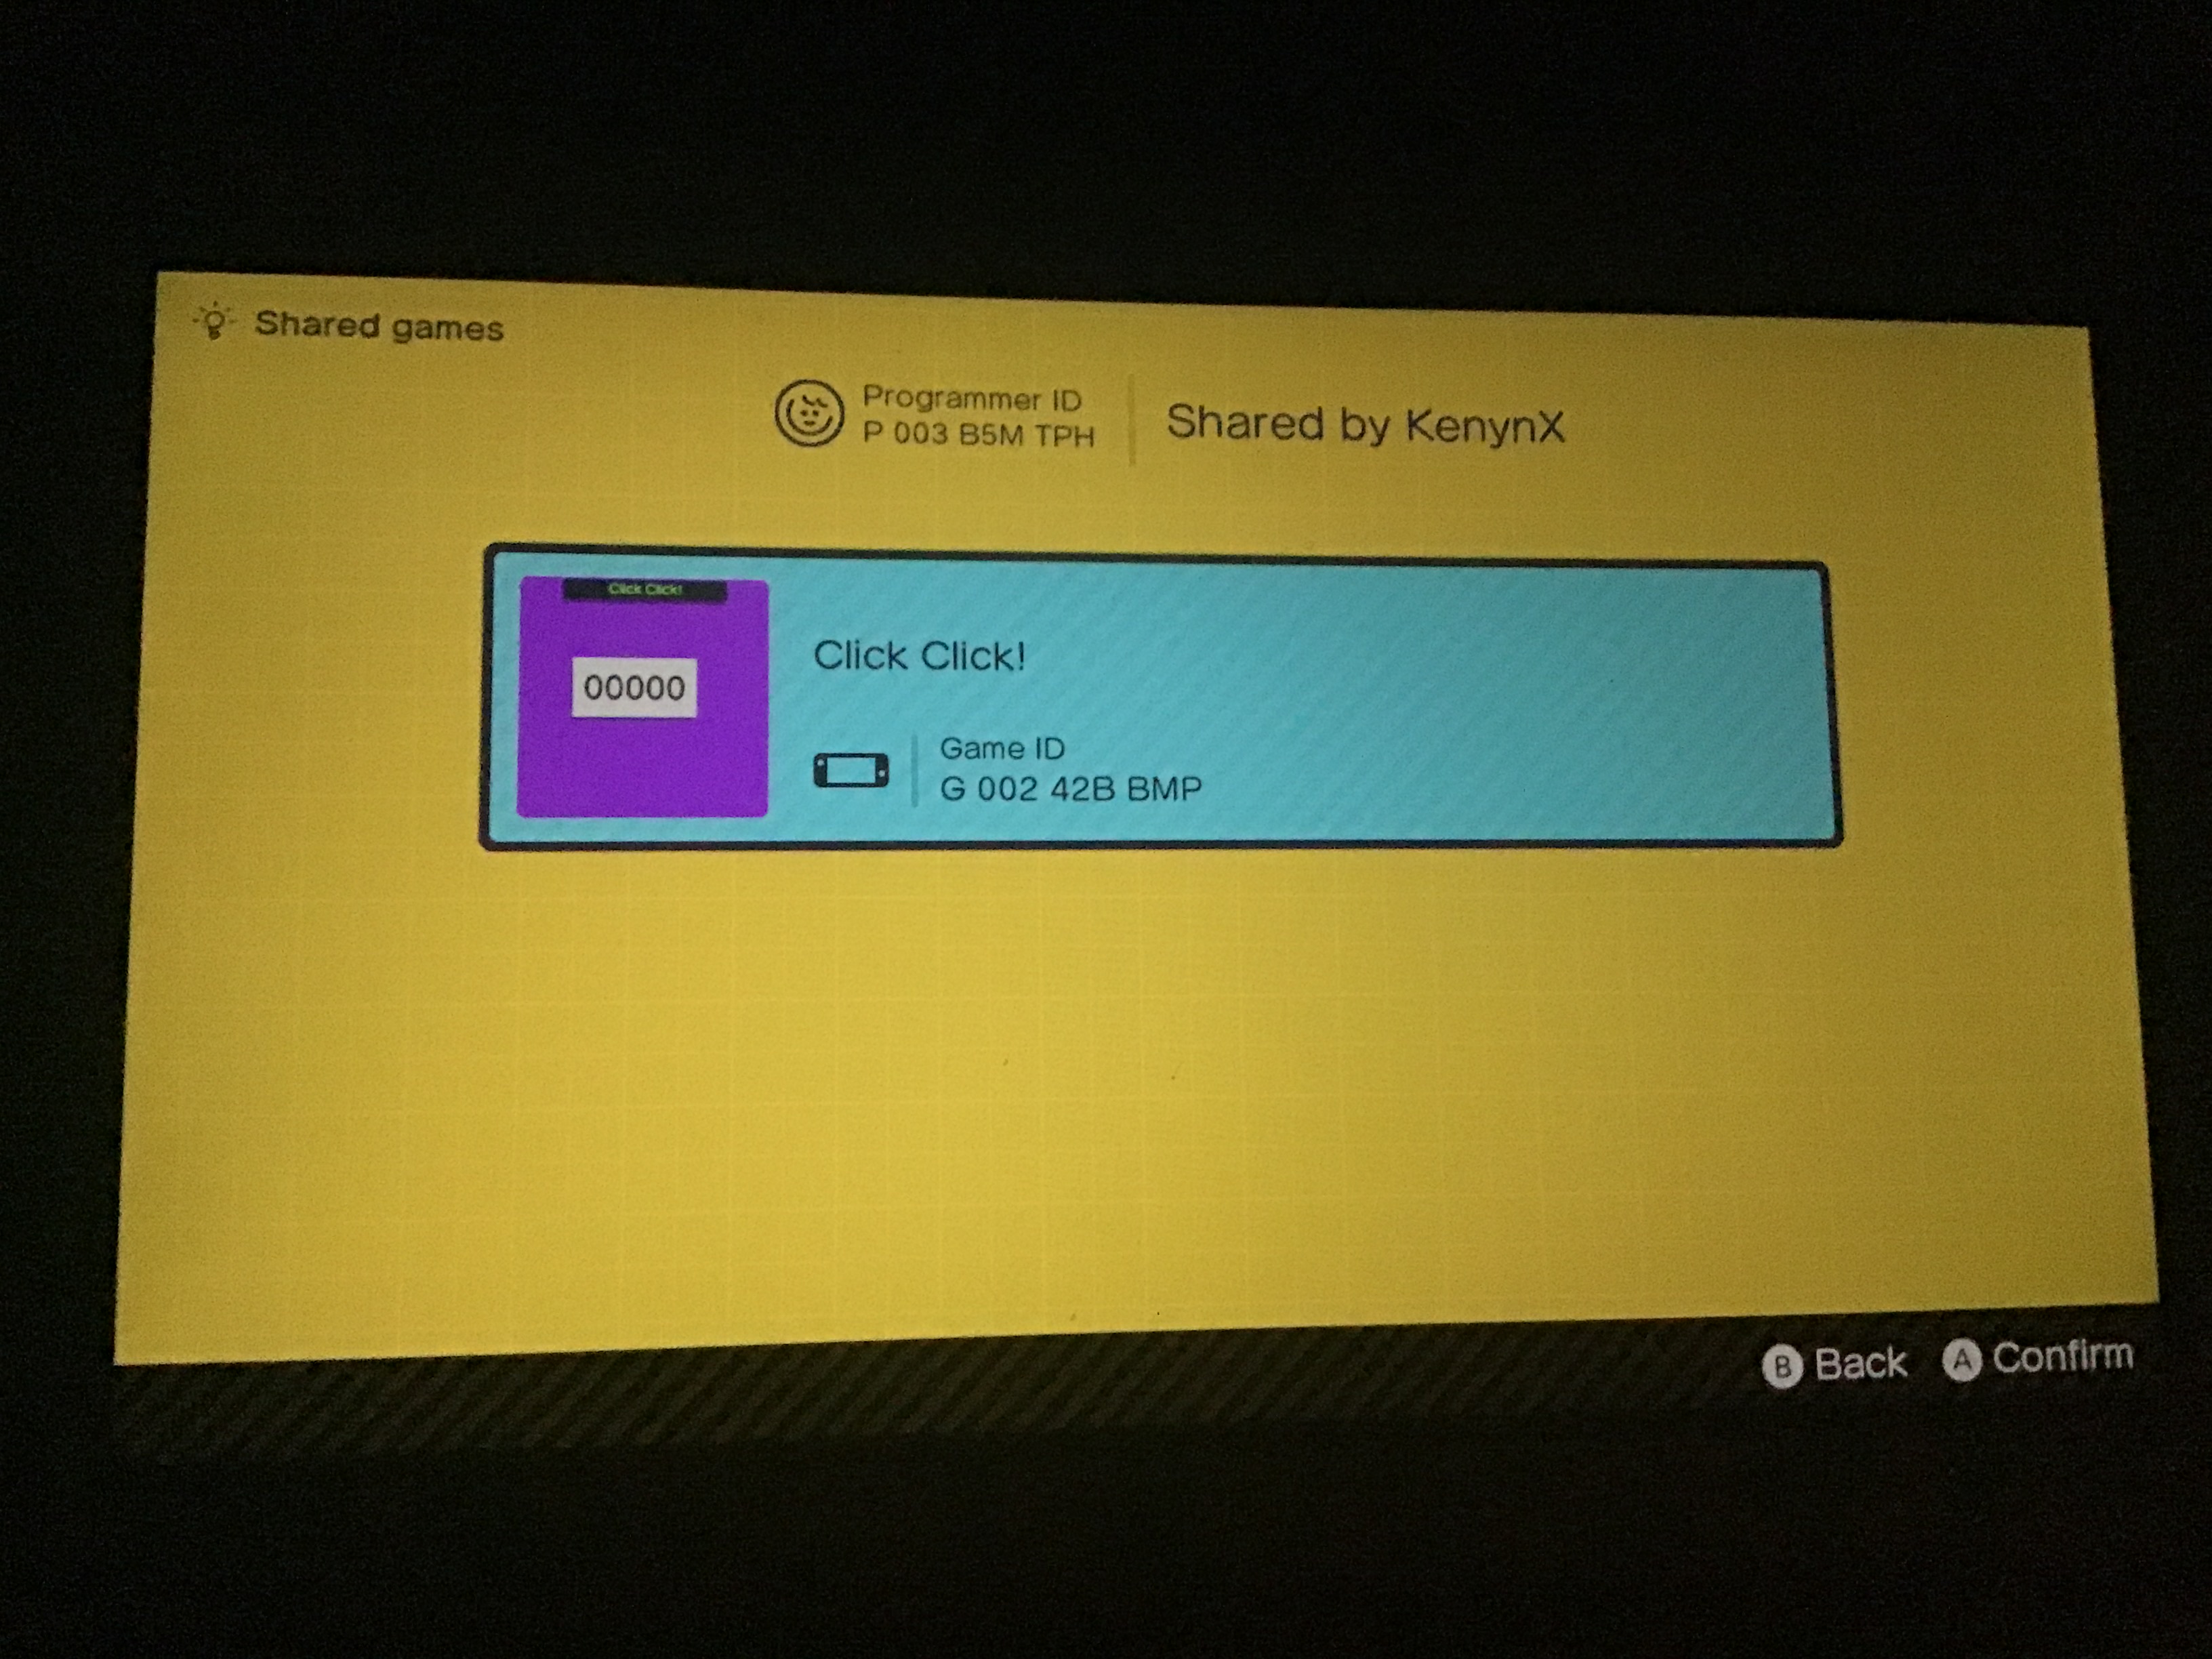 Shared games
Programmer ID
P 003 B5M TPH
Shared by KenynX
Click Click!
00000
Click Click!
Game ID
G 002 42B BMP
B Back A Confirm